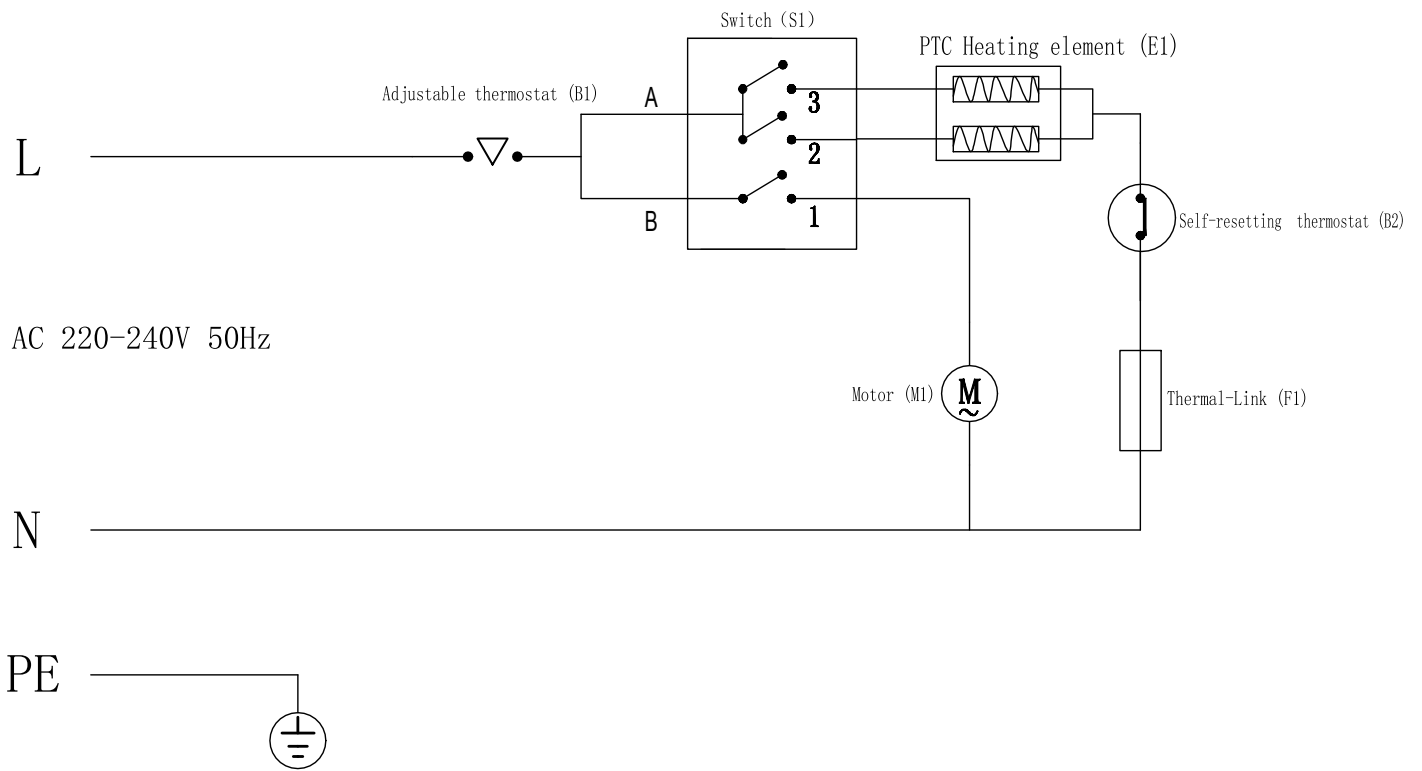 Switch (S1)
PTC Heating element (E1)
Adjustable thermostat (B1)
A
3
L
2
B
1
Self-resetting thermostat (B2)
AC 220-240V 50Hz
Motor (M1)
M
~
Thermal-Link (F1)
N
PE